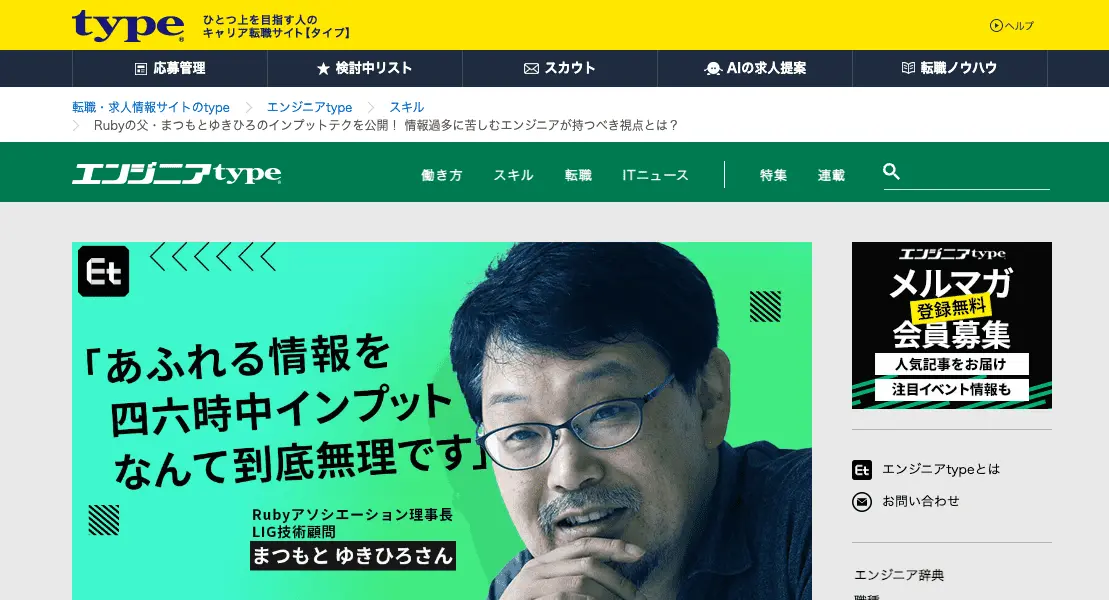 type
ひとつ上を目指す人の
キャリア転職サイト【タイプ】
ヘルプ
応募管理
検討中リスト
スカウト
AIの求人提案
転職ノウハウ
転職・求人情報サイトのtype
エンジニアtype
スキル
Rubyの父・まつもとゆきひろのインプットテクを公開！ 情報過多に苦しむエンジニアが持つべき視点とは？
エンジニアtype
働き方
スキル
転職
ITニュース
特集
連載
Et
「あふれる情報を
四六時中インプット
なんて到底無理です」
Rubyアソシエーション理事長
LIG技術顧問
まつもと ゆきひろさん
エンジニアtype
メルマガ
登録無料
会員募集
人気記事をお届け
注目イベント情報も
Et
エンジニアtypeとは
お問い合わせ
エンジニア辞典
職種